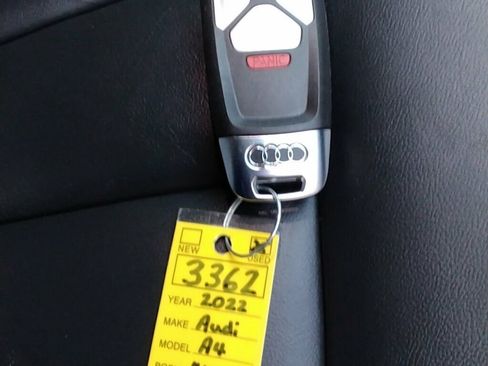 PANIC
NEW USED
3362
YEAR 2022
MAKE Audi
MODEL A4